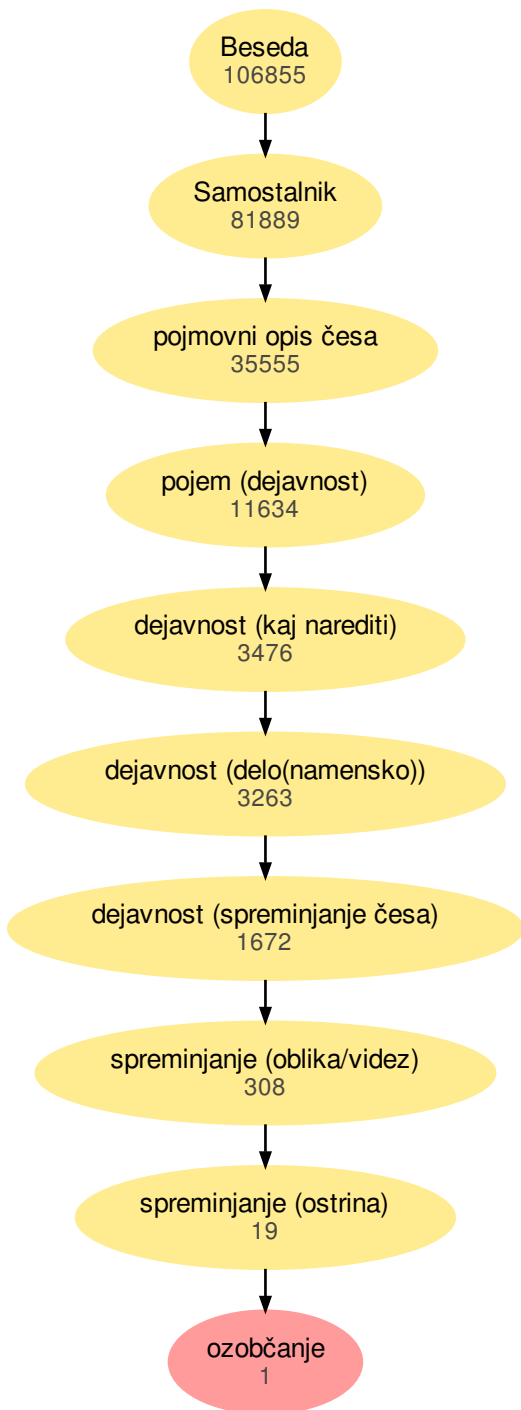 Beseda
106855
Samostalnik
81889
pojmovni opis česa
35555
pojem (dejavnost)
11634
dejavnost (kaj narediti)
3476
dejavnost (delo(namensko))
3263
dejavnost (spreminjanje česa)
1672
spreminjanje (oblika/videz)
308
spreminjanje (ostrina)
19
ozobčanje
1